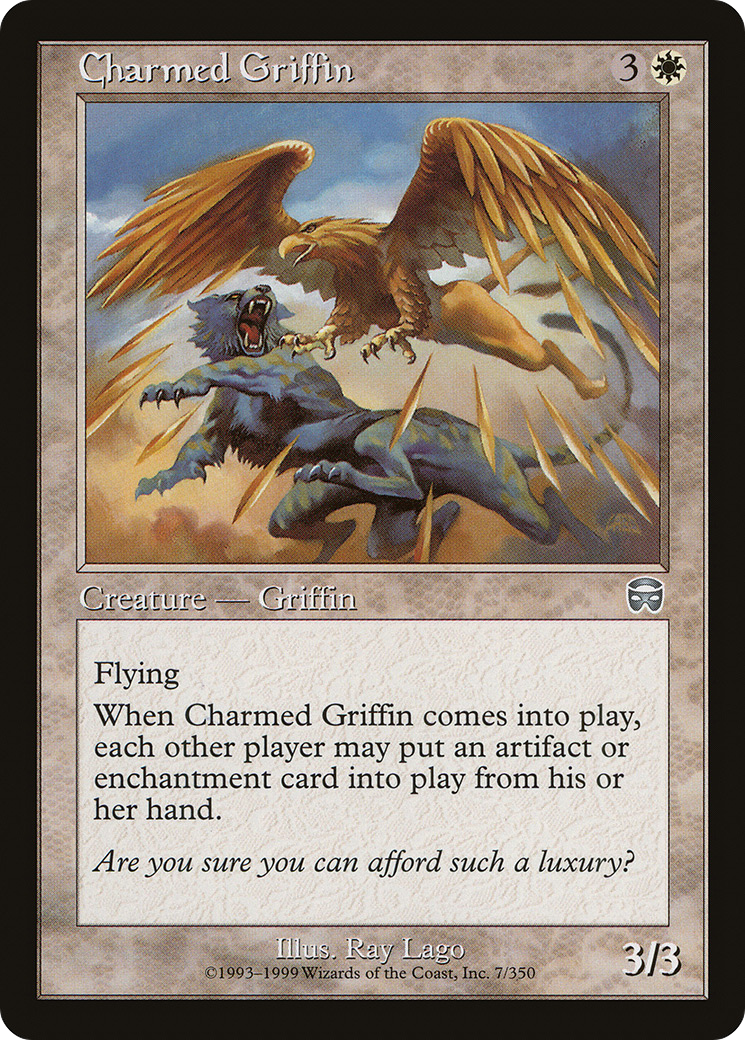 Charmed Griffin 3
Creature — Griffin
Flying
When Charmed Griffin comes into play,
each other player may put an artifact or
enchantment card into play from his or
her hand.
Are you sure you can afford such a luxury?
Illus. Ray Lago
©1993–1999 Wizards of the Coast, Inc. 7/350
3/3